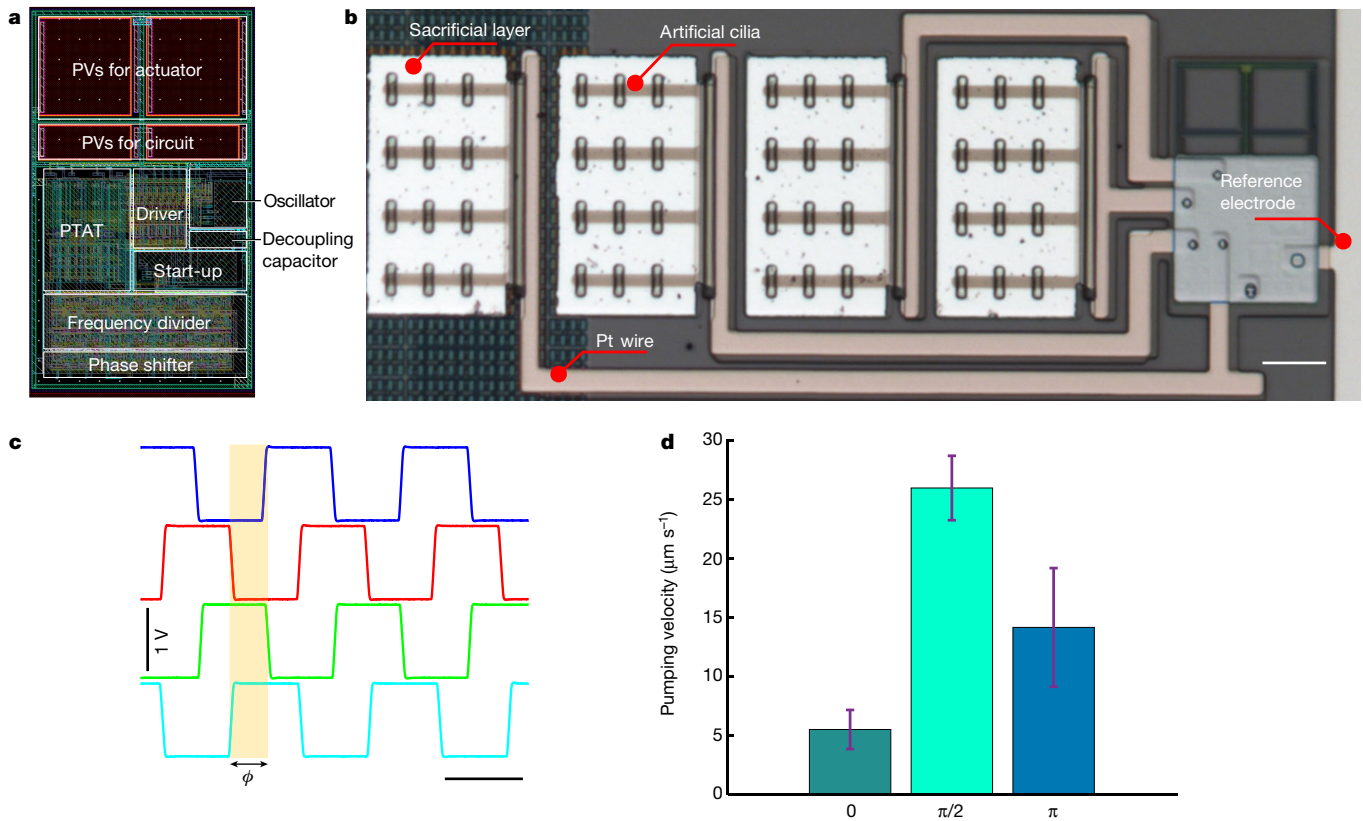 a
PVs for actuator
PVs for circuit
PTAT
Driver
Oscillator
Decoupling
capacitor
Start-up
Frequency divider
Phase shifter
b
Sacrificial layer
Artificial cilia
Reference
electrode
Pt wire
c
1 V
ϕ
d
Pumping velocity (µm s⁻¹)
30
25
20
15
10
5
0
0
π/2
π